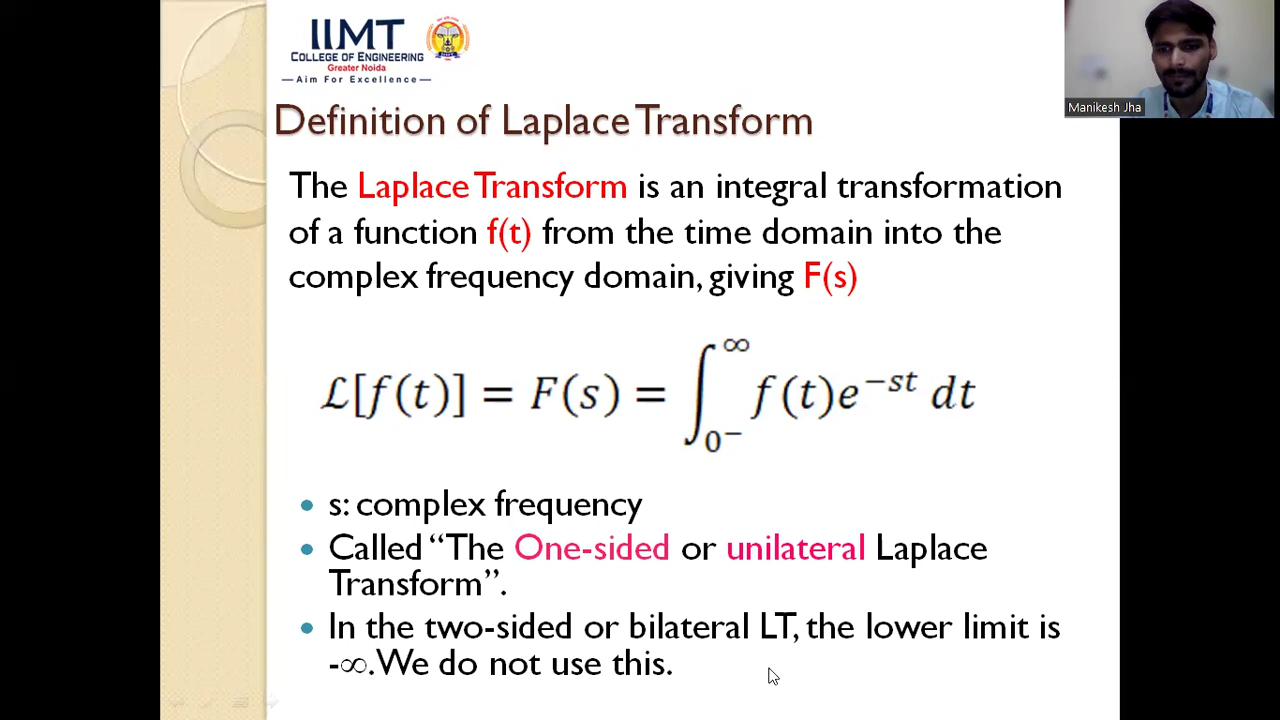 IIMT
COLLEGE OF ENGINEERING
Greater Noida
—Aim For Excellence—
Manikesh Jha
Definition of Laplace Transform
The Laplace Transform is an integral transformation
of a function f(t) from the time domain into the
complex frequency domain, giving F(s)
ℒ[f(t)] = F(s) = ∫₀₋^∞ f(t)e^{−st} dt
• s: complex frequency
• Called “The One-sided or unilateral Laplace
Transform”.
• In the two-sided or bilateral LT, the lower limit is
-∞. We do not use this.